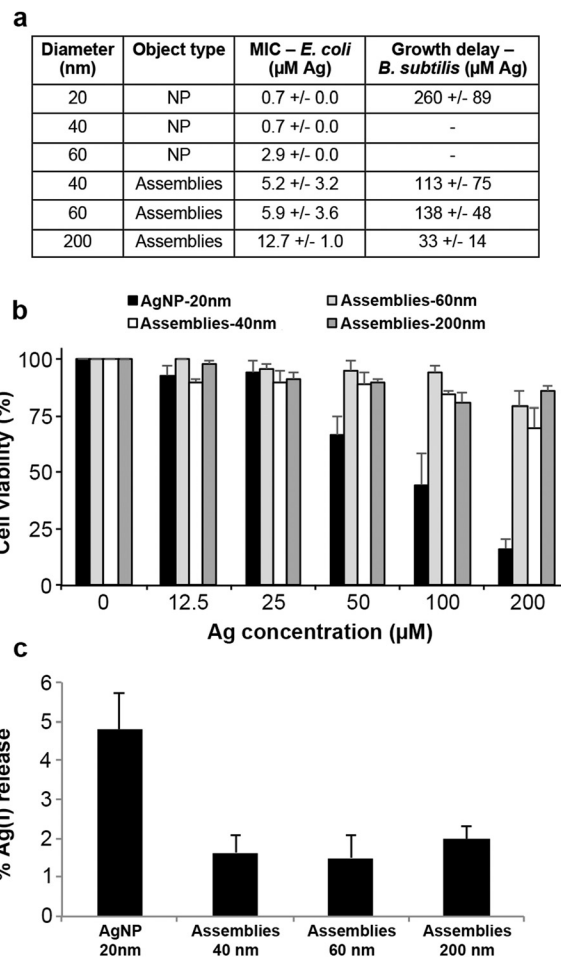 a
Diameter (nm) Object type MIC – E. coli (µM Ag) Growth delay – B. subtilis (µM Ag)
20 NP 0.7 +/- 0.0 260 +/- 89
40 NP 0.7 +/- 0.0 -
60 NP 2.9 +/- 0.0 -
40 Assemblies 5.2 +/- 3.2 113 +/- 75
60 Assemblies 5.9 +/- 3.6 138 +/- 48
200 Assemblies 12.7 +/- 1.0 33 +/- 14
b
AgNP-20nm Assemblies-60nm
Assemblies-40nm Assemblies-200nm
Cell viability (%)
100
75
50
25
0
0 12.5 25 50 100 200
Ag concentration (µM)
c
% Ag(I) release
6
5
4
3
2
1
0
AgNP Assemblies Assemblies Assemblies
20nm 40 nm 60 nm 200 nm